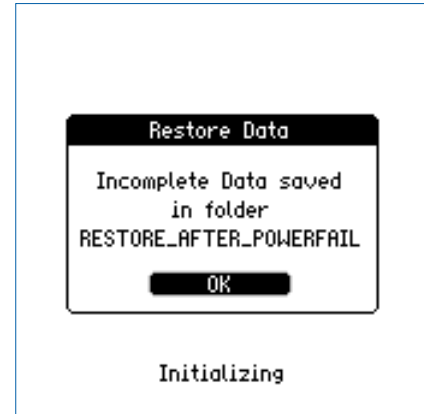 Restore Data
Incomplete Data saved
in folder
RESTORE_AFTER_POWERFAIL
OK
Initializing